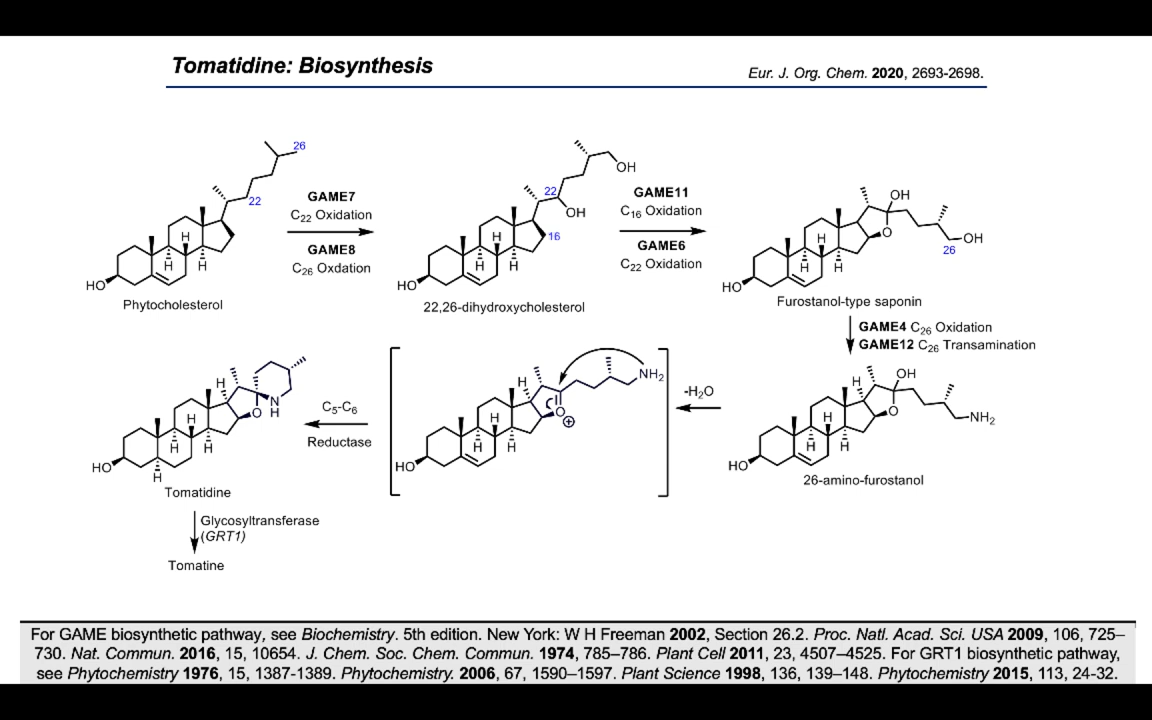 Tomatidine: Biosynthesis
Eur. J. Org. Chem. 2020, 2693-2698.
26
22
HO
H
H
H
Phytocholesterol
GAME7
C22 Oxidation
GAME8
C26 Oxdation
22
OH
OH
16
HO
H
H
H
22,26-dihydroxycholesterol
GAME11
C16 Oxidation
GAME6
C22 Oxidation
OH
O
OH
26
HO
H
H
H
Furostanol-type saponin
GAME4 C26 Oxidation
GAME12 C26 Transamination
OH
H
O
NH2
HO
H
H
H
26-amino-furostanol
-H2O
NH2
H
O
⊕
HO
H
H
H
C5-C6
Reductase
H
O
N
H
HO
H
H
H
H
Tomatidine
Glycosyltransferase
(GRT1)
Tomatine
For GAME biosynthetic pathway, see Biochemistry. 5th edition. New York: W H Freeman 2002, Section 26.2. Proc. Natl. Acad. Sci. USA 2009, 106, 725–
730. Nat. Commun. 2016, 15, 10654. J. Chem. Soc. Chem. Commun. 1974, 785–786. Plant Cell 2011, 23, 4507–4525. For GRT1 biosynthetic pathway,
see Phytochemistry 1976, 15, 1387-1389. Phytochemistry. 2006, 67, 1590–1597. Plant Science 1998, 136, 139–148. Phytochemistry 2015, 113, 24-32.